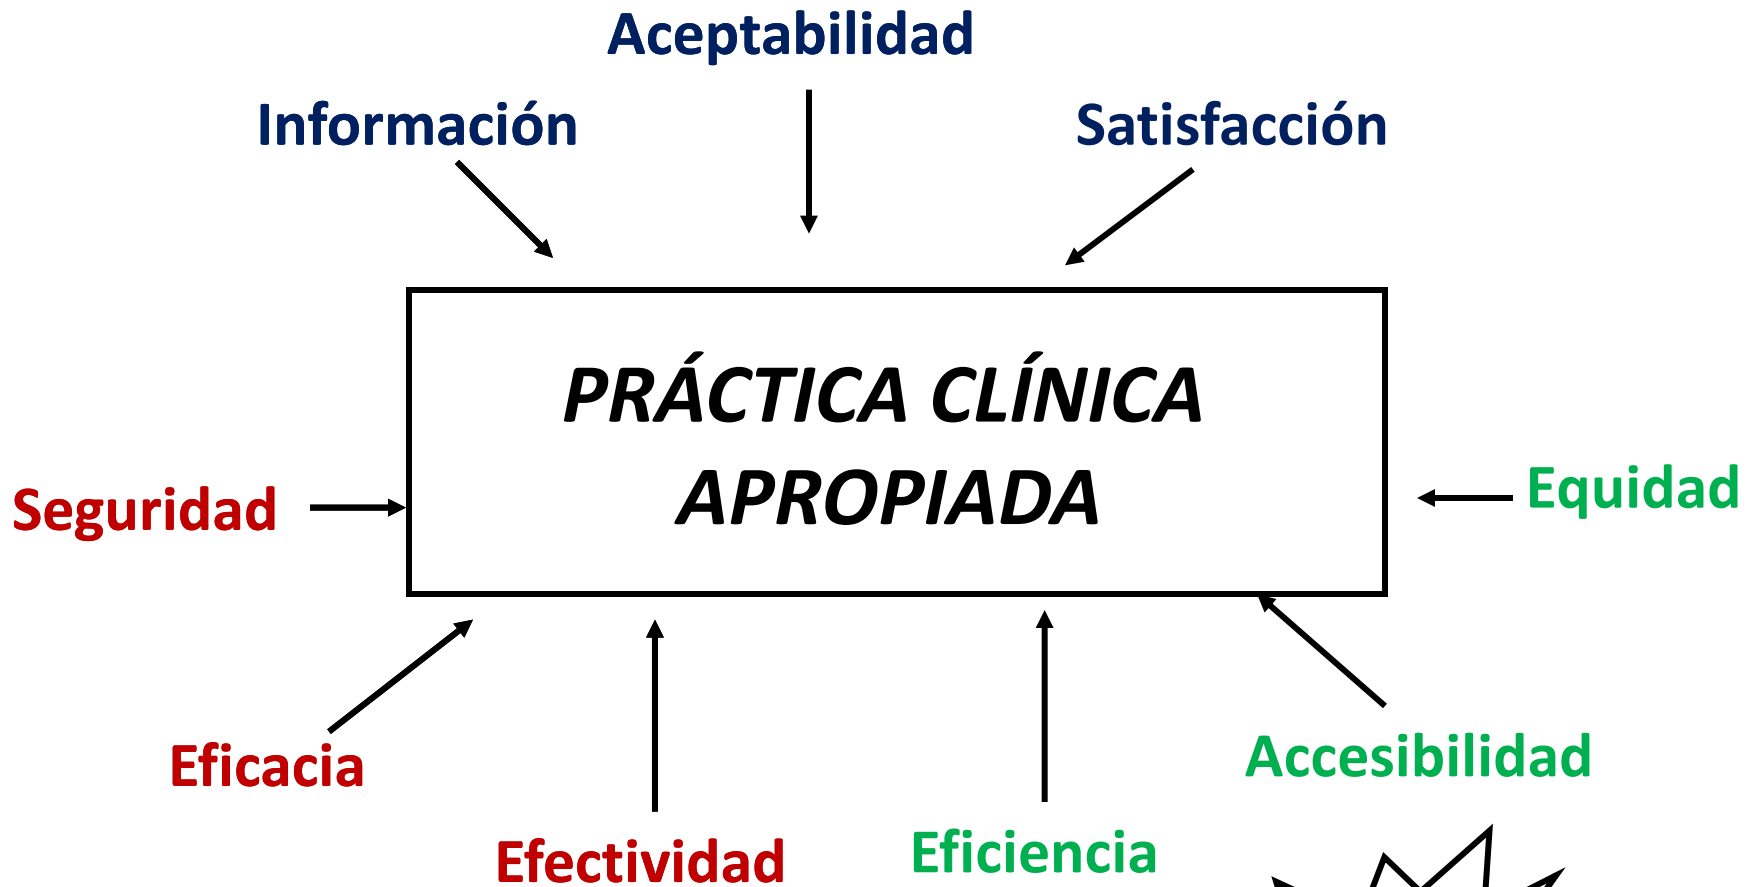 Aceptabilidad
Información
Satisfacción
PRÁCTICA CLÍNICA
APROPIADA
Seguridad
Equidad
Eficacia
Accesibilidad
Efectividad
Eficiencia